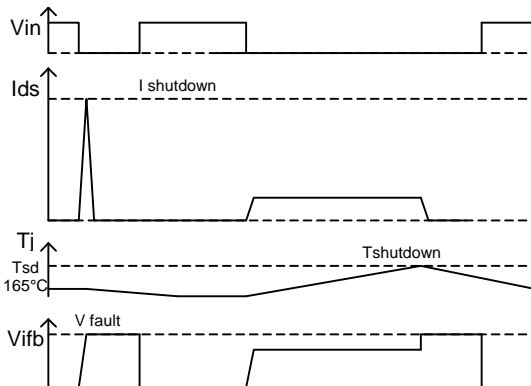 Vin
Ids
I shutdown
Tj
Tsd
165°C
Tshutdown
Vifb
V fault